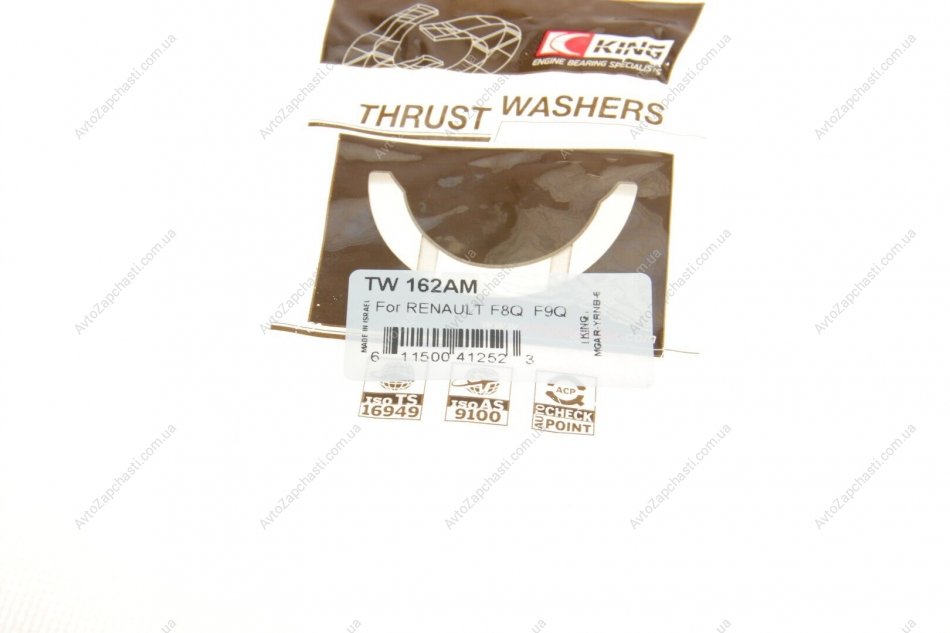 KING
ENGINE BEARING SPECIALISTS
THRUST WASHERS
TW 162AM
For RENAULT F8Q F9Q
MADE IN ISRAEL
6 11500 41252 3
ISO TS
16949
ISO AS
9100
ACP
AUTO CHECK
POINT
AvtoZapchasti.com.ua